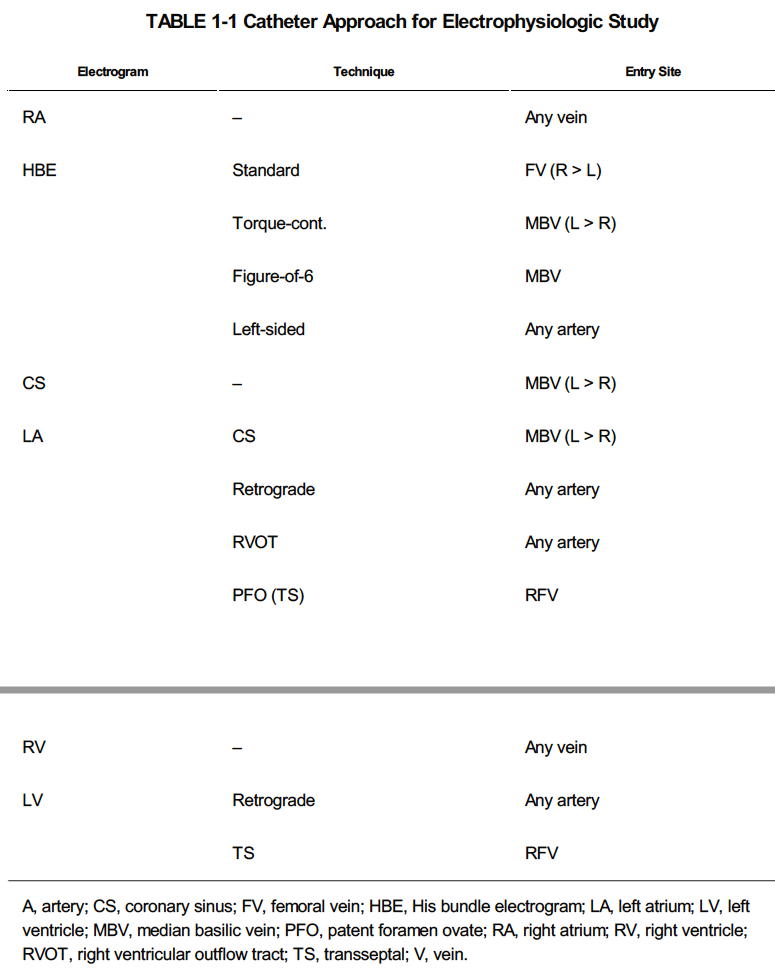 TABLE 1-1 Catheter Approach for Electrophysiologic Study
Electrogram Technique Entry Site
RA – Any vein
HBE Standard FV (R > L)
Torque-cont. MBV (L > R)
Figure-of-6 MBV
Left-sided Any artery
CS – MBV (L > R)
LA CS MBV (L > R)
Retrograde Any artery
RVOT Any artery
PFO (TS) RFV
RV – Any vein
LV Retrograde Any artery
TS RFV
A, artery; CS, coronary sinus; FV, femoral vein; HBE, His bundle electrogram; LA, left atrium; LV, left
ventricle; MBV, median basilic vein; PFO, patent foramen ovate; RA, right atrium; RV, right ventricle;
RVOT, right ventricular outflow tract; TS, transseptal; V, vein.